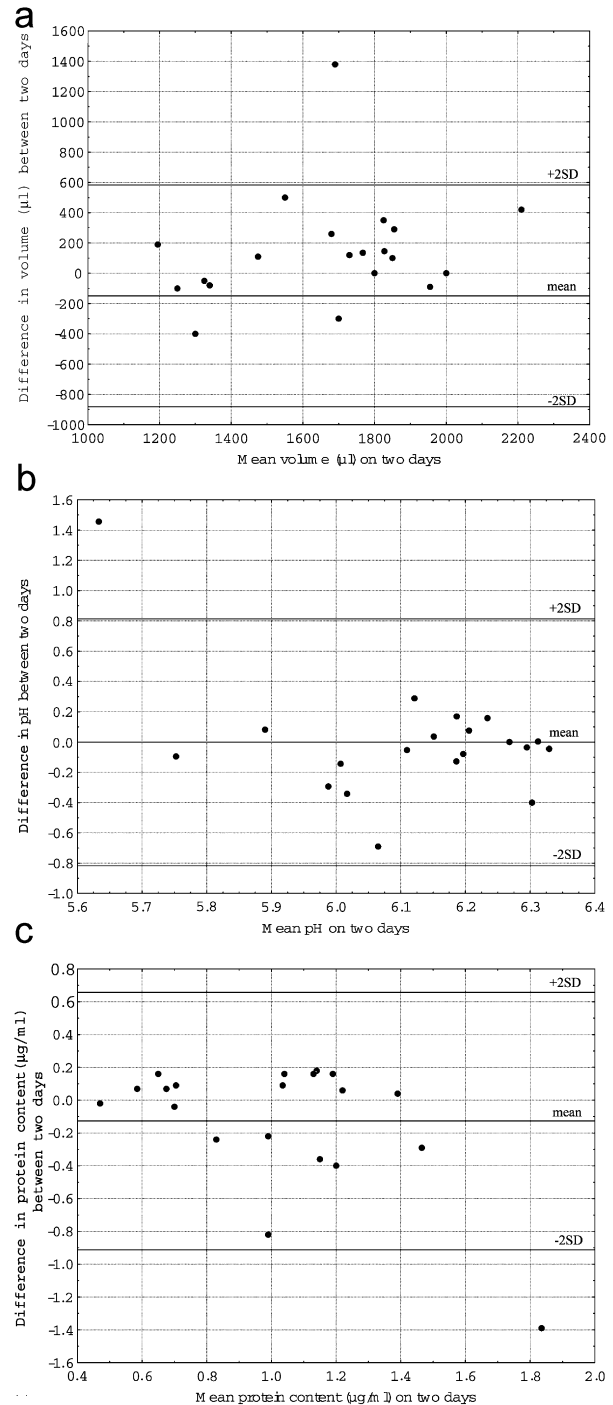 a
Difference in volume (µl) between two days
1600
1400
1200
1000
800
600
400
200
0
-200
-400
-600
-800
-1000
+2SD
mean
-2SD
1000 1200 1400 1600 1800 2000 2200 2400
Mean volume (µl) on two days
b
Difference in pH between two days
1.6
1.4
1.2
1.0
0.8
0.6
0.4
0.2
0.0
-0.2
-0.4
-0.6
-0.8
-1.0
+2SD
mean
-2SD
5.6 5.7 5.8 5.9 6.0 6.1 6.2 6.3 6.4
Mean pH on two days
c
Difference in protein content (µg/ml)
between two days
0.8
0.6
0.4
0.2
0.0
-0.2
-0.4
-0.6
-0.8
-1.0
-1.2
-1.4
-1.6
+2SD
mean
-2SD
0.4 0.6 0.8 1.0 1.2 1.4 1.6 1.8 2.0
Mean protein content (µg/ml) on two days